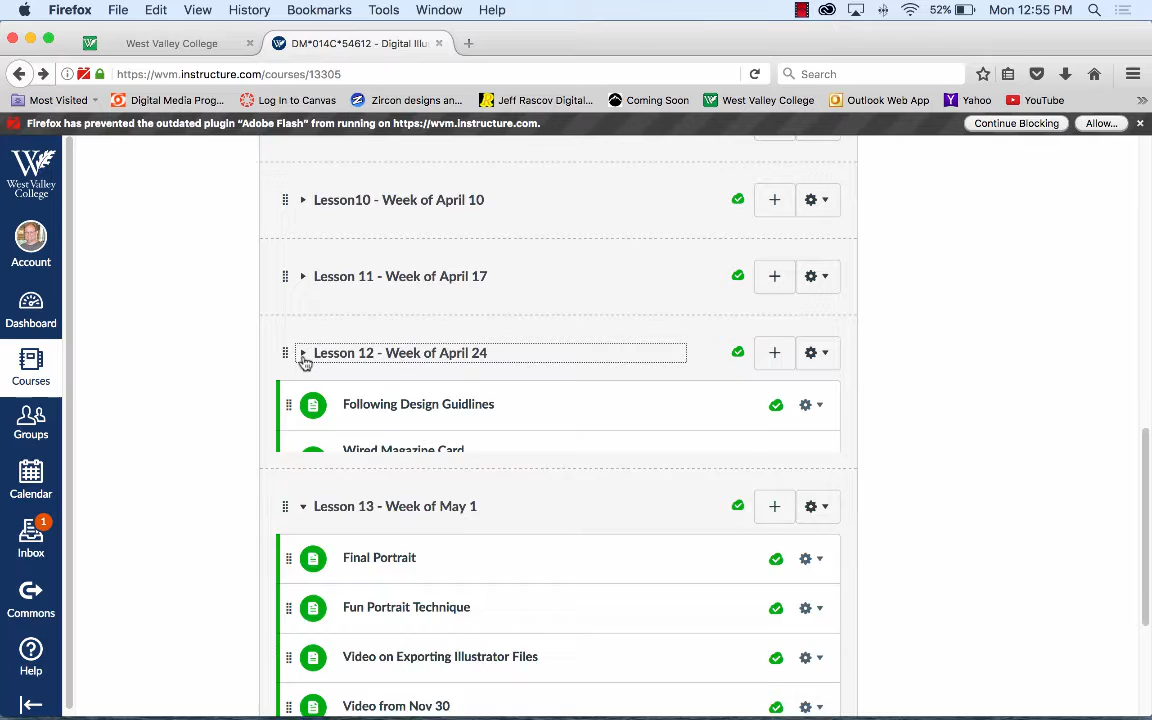 Firefox File Edit View History Bookmarks Tools Window Help 52% Mon 12:55 PM
West Valley College × DM*014C*54612 - Digital Illu × +
https://wvm.instructure.com/courses/13305 Search
Most Visited Digital Media Prog... Log In to Canvas Zircon designs an... Jeff Rascov Digital... Coming Soon West Valley College Outlook Web App Yahoo YouTube
Firefox has prevented the outdated plugin “Adobe Flash” from running on https://wvm.instructure.com. Continue Blocking Allow... ×
West Valley College
Account
Dashboard
Courses
Groups
Calendar
1
Inbox
Commons
Help
Lesson10 - Week of April 10
Lesson 11 - Week of April 17
Lesson 12 - Week of April 24
Following Design Guidlines
Wired Magazine Card
Lesson 13 - Week of May 1
Final Portrait
Fun Portrait Technique
Video on Exporting Illustrator Files
Video from Nov 30